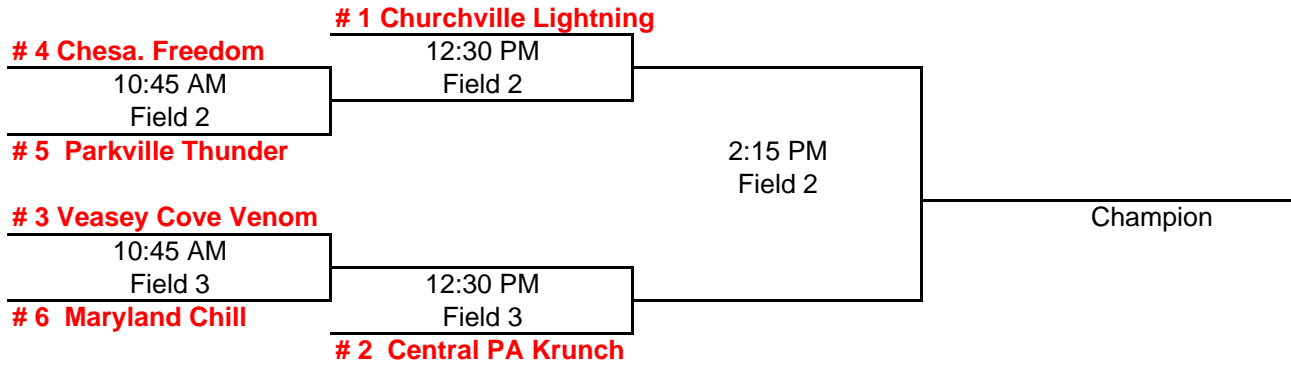 # 1 Churchville Lightning
# 4 Chesa. Freedom
12:30 PM
Field 2
10:45 AM
Field 2
# 5  Parkville Thunder
2:15 PM
Field 2
# 3 Veasey Cove Venom
Champion
10:45 AM
Field 3
12:30 PM
Field 3
# 6  Maryland Chill
# 2  Central PA Krunch